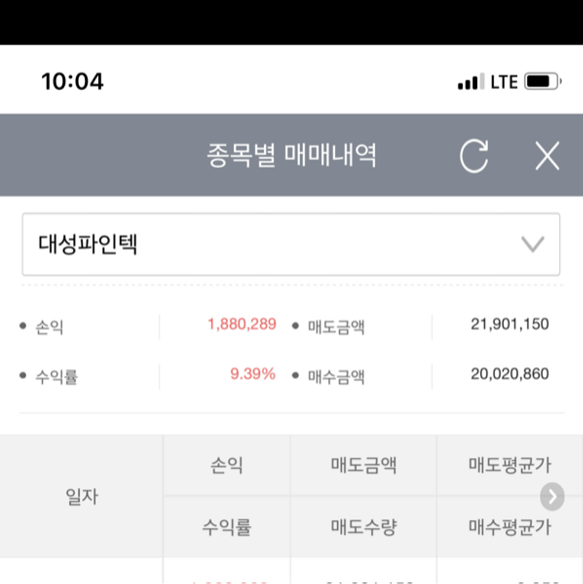 10:04 LTE
종목별 매매내역
대성파인텍
• 손익 1,880,289 • 매도금액 21,901,150
• 수익률 9.39% • 매수금액 20,020,860
일자 손익 매도금액 매도평균가
수익률 매도수량 매수평균가